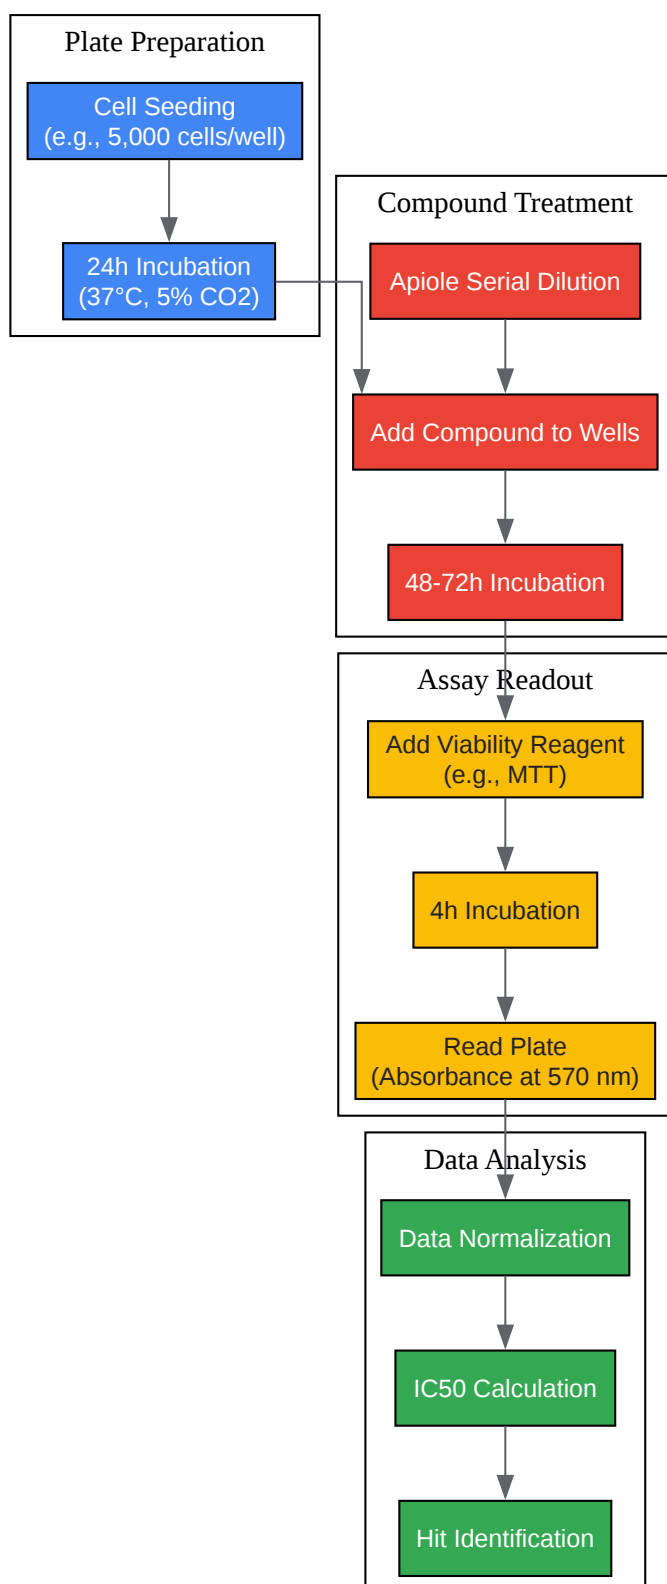 Plate Preparation
Cell Seeding
(e.g., 5,000 cells/well)
24h Incubation
(37°C, 5% CO2)
Compound Treatment
Apiole Serial Dilution
Add Compound to Wells
48-72h Incubation
Assay Readout
Add Viability Reagent
(e.g., MTT)
4h Incubation
Read Plate
(Absorbance at 570 nm)
Data Analysis
Data Normalization
IC50 Calculation
Hit Identification